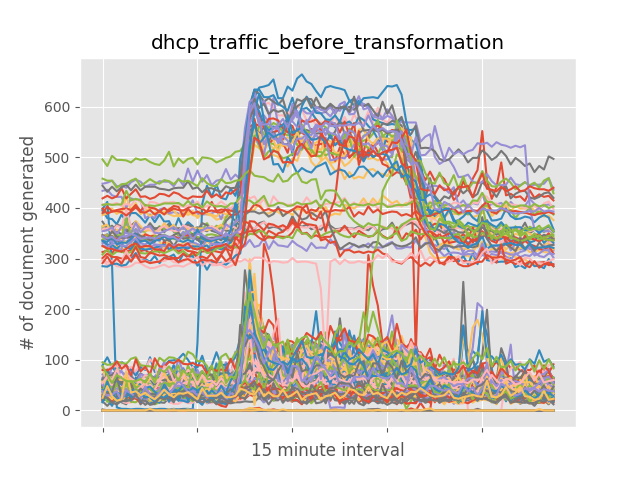 dhcp_traffic_before_transformation
# of document generated
600
500
400
300
200
100
0
15 minute interval